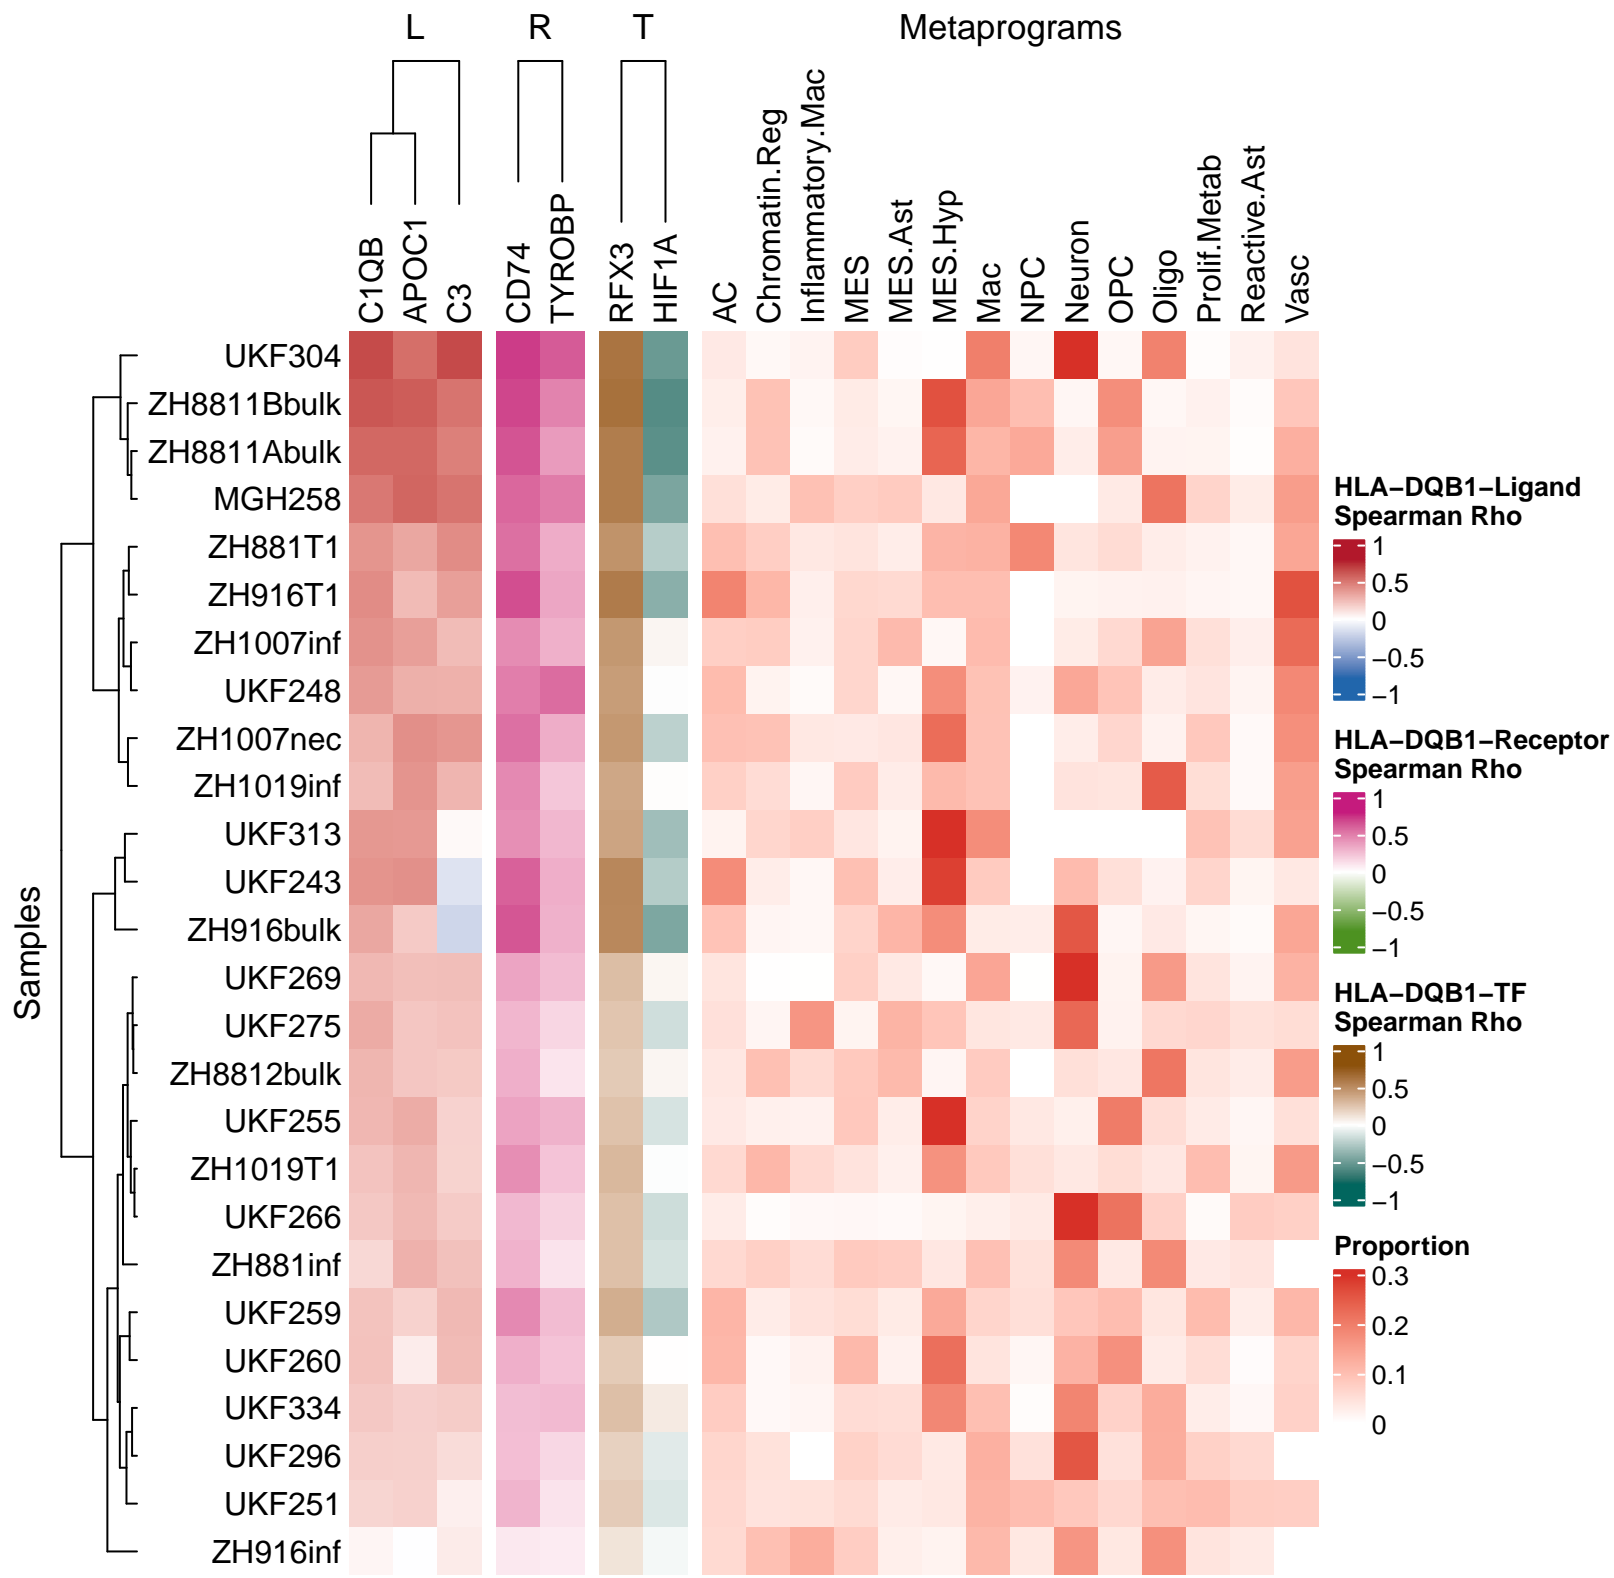 L R T Metaprograms
C1QB
APOC1
C3
CD74
TYROBP
RFX3
HIF1A
AC
Chromatin.Reg
Inflammatory.Mac
MES
MES.Ast
MES.Hyp
Mac
NPC
Neuron
OPC
Oligo
Prolif.Metab
Reactive.Ast
Vasc
Samples
UKF304
ZH8811Bbulk
ZH8811Abulk
MGH258
ZH881T1
ZH916T1
ZH1007inf
UKF248
ZH1007nec
ZH1019inf
UKF313
UKF243
ZH916bulk
UKF269
UKF275
ZH8812bulk
UKF255
ZH1019T1
UKF266
ZH881inf
UKF259
UKF260
UKF334
UKF296
UKF251
ZH916inf
HLA−DQB1−Ligand
Spearman Rho
1
0.5
0
−0.5
−1
HLA−DQB1−Receptor
Spearman Rho
1
0.5
0
−0.5
−1
HLA−DQB1−TF
Spearman Rho
1
0.5
0
−0.5
−1
Proportion
0.3
0.2
0.1
0